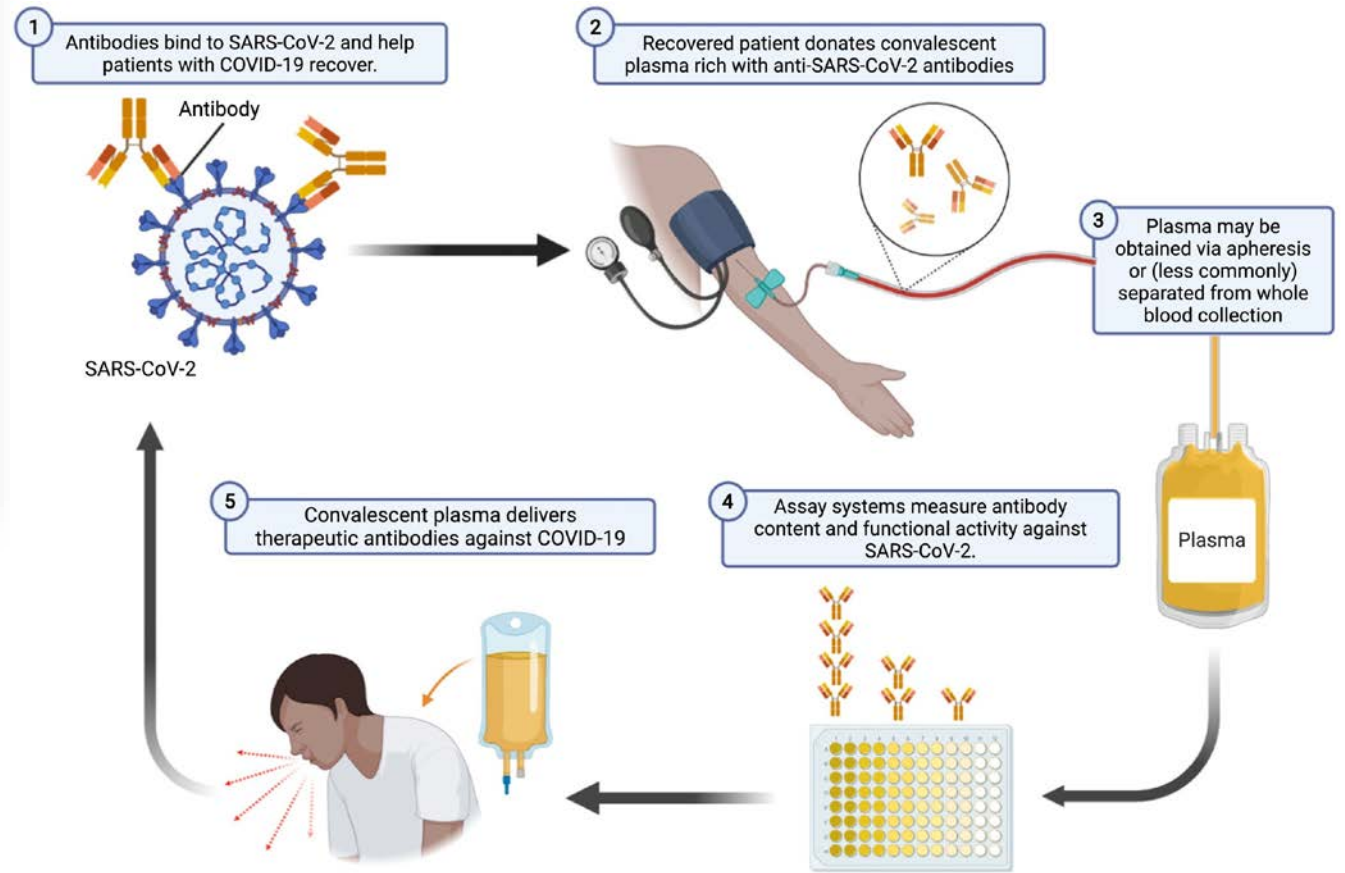 1
Antibodies bind to SARS-CoV-2 and help
patients with COVID-19 recover.
Antibody
SARS-CoV-2
2
Recovered patient donates convalescent
plasma rich with anti-SARS-CoV-2 antibodies
3
Plasma may be
obtained via apheresis
or (less commonly)
separated from whole
blood collection
Plasma
4
Assay systems measure antibody
content and functional activity against
SARS-CoV-2.
5
Convalescent plasma delivers
therapeutic antibodies against COVID-19